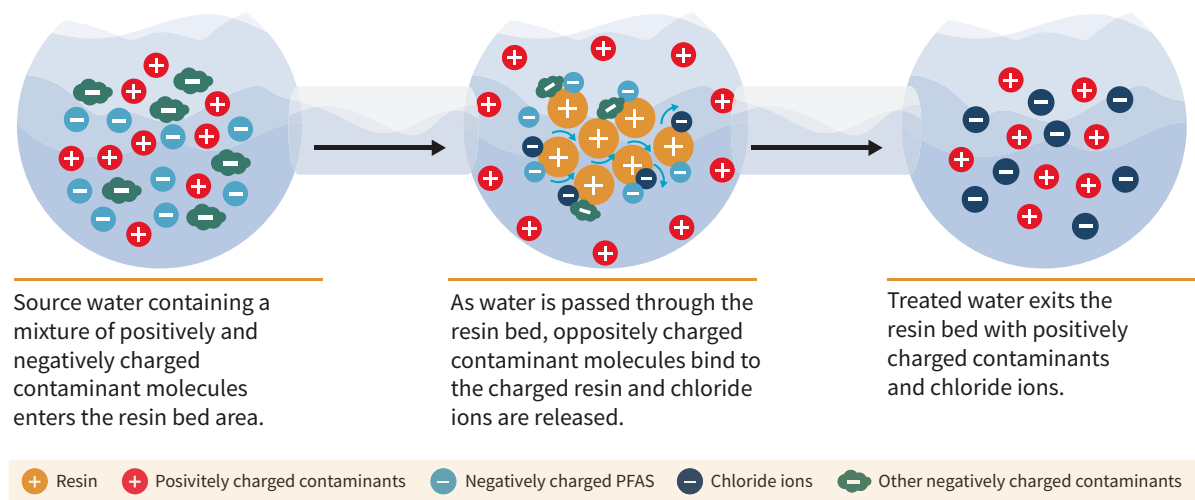 Source water containing a
mixture of positively and
negatively charged
contaminant molecules
enters the resin bed area.
As water is passed through the
resin bed, oppositely charged
contaminant molecules bind to
the charged resin and chloride
ions are released.
Treated water exits the
resin bed with positively
charged contaminants
and chloride ions.
Resin
Posivitely charged contaminants
Negatively charged PFAS
Chloride ions
Other negatively charged contaminants